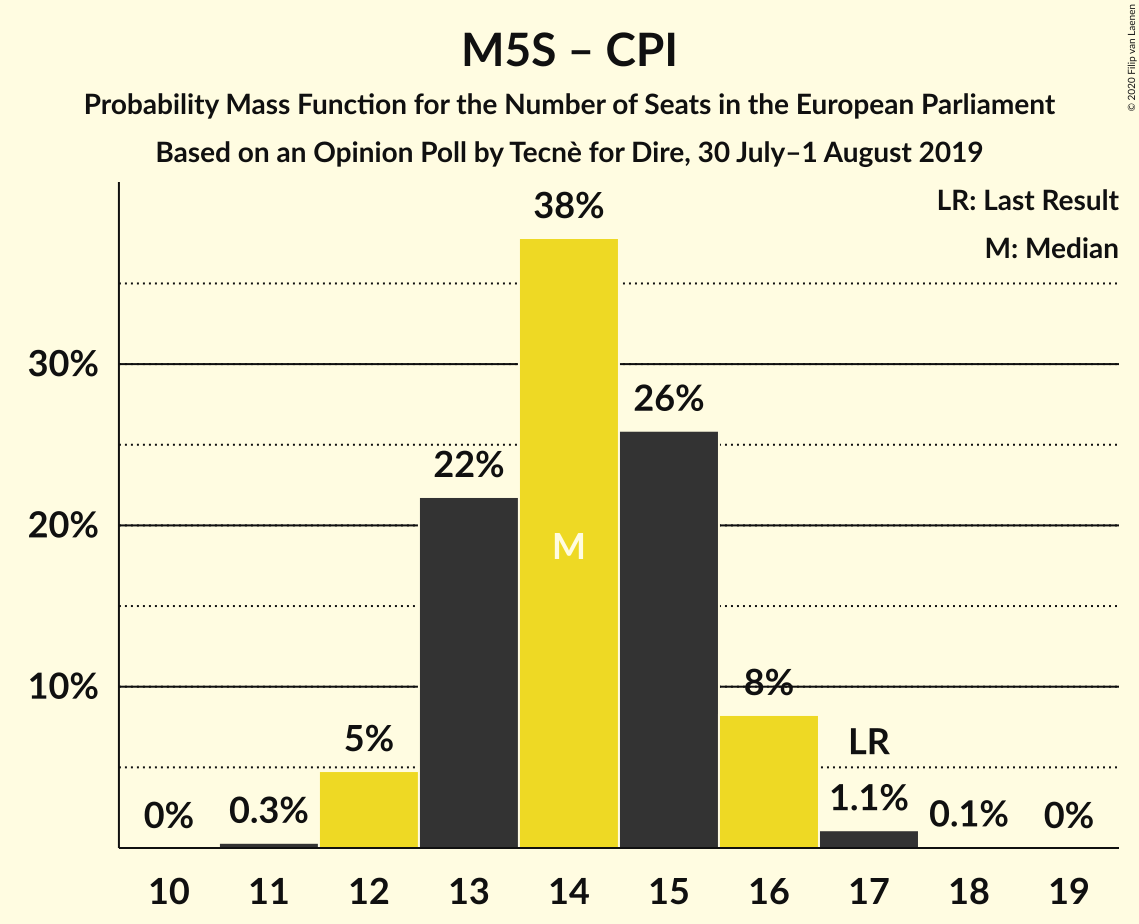 M5S – CPI
Probability Mass Function for the Number of Seats in the European Parliament
Based on an Opinion Poll by Tecnè for Dire, 30 July–1 August 2019
© 2020 Filip van Laenen
LR: Last Result
M: Median
38%
30%
26%
22%
20%
M
10%
8%
5%
LR
0%
0.3%
1.1%
0.1%
0%
10 11 12 13 14 15 16 17 18 19